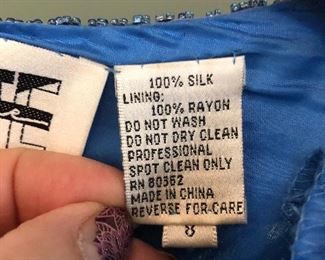 100% SILK
LINING:
100% RAYON
DO NOT WASH
DO NOT DRY CLEAN
PROFESSIONAL
SPOT CLEAN ONLY
RN 80562
MADE IN CHINA
REVERSE FOR CARE
8